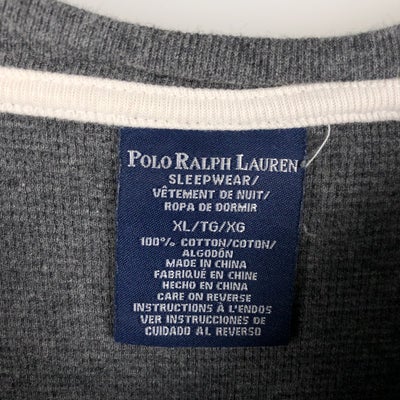 POLO RALPH LAUREN
SLEEPWEAR/
VÊTEMENT DE NUIT/
ROPA DE DORMIR
XL/TG/XG
100% COTTON/COTON/
ALGODÓN
MADE IN CHINA
FABRIQUÉ EN CHINE
HECHO EN CHINA
CARE ON REVERSE
INSTRUCTIONS À L'ENDOS
VER INSTRUCCIONES DE
CUIDADO AL REVERSO